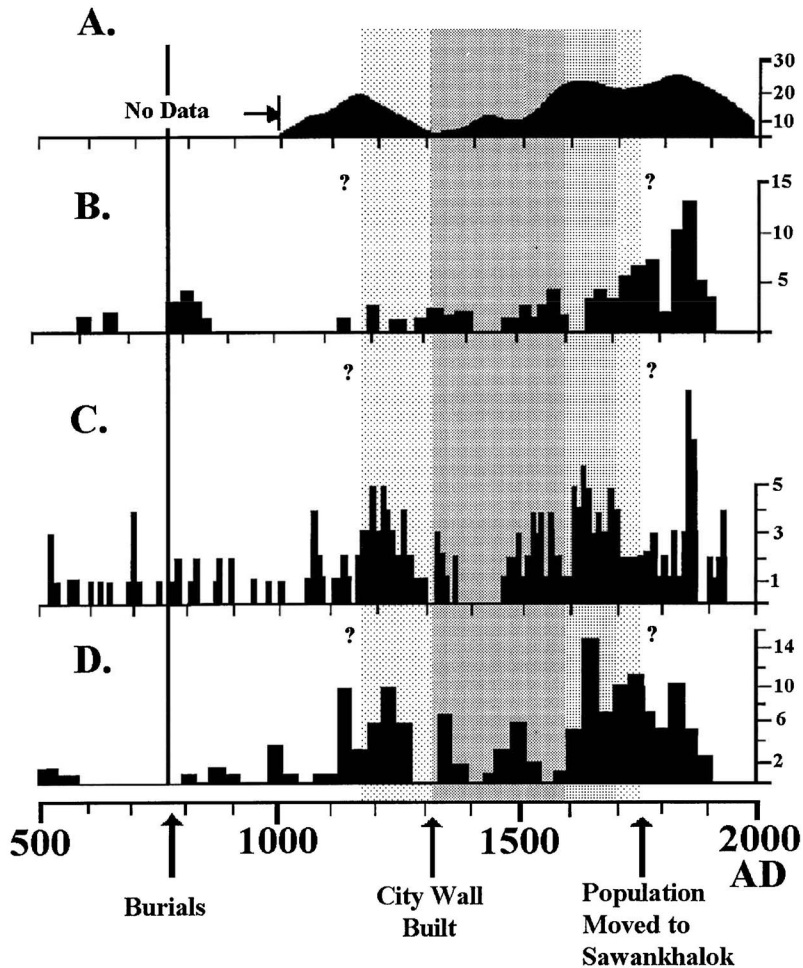 A.
30
20
No Data
10
?
?
15
B.
10
5
?
?
C.
5
3
1
?
?
D.
14
10
6
2
500
1000
1500
2000
AD
Burials
City Wall
Built
Population
Moved to
Sawankhalok